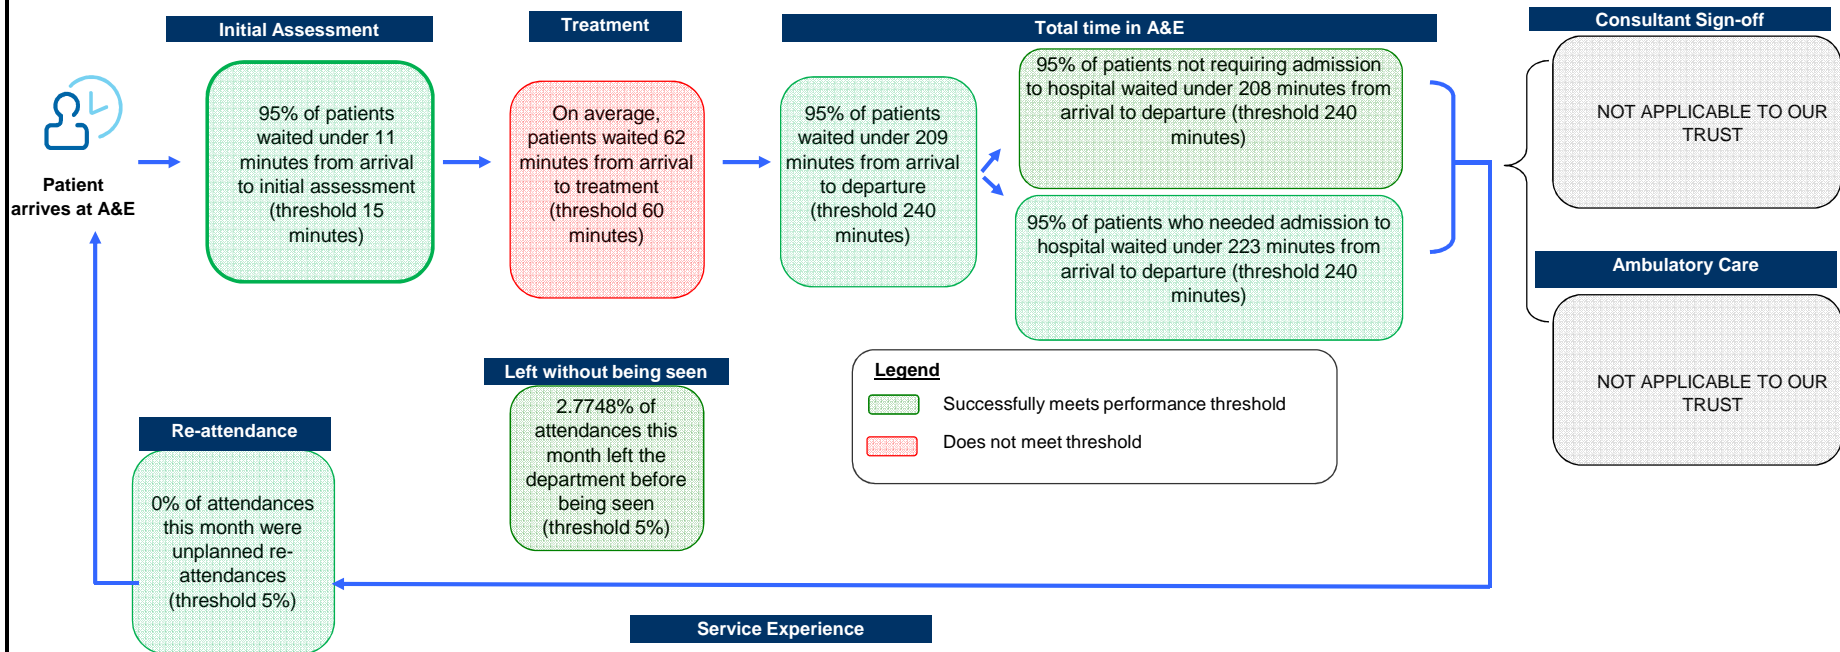 Initial Assessment
Treatment
Total time in A&E
Consultant Sign-off
Patient
arrives at A&E
95% of patients
waited under 11
minutes from arrival
to initial assessment
(threshold 15
minutes)
On average,
patients waited 62
minutes from arrival
to treatment
(threshold 60
minutes)
95% of patients
waited under 209
minutes from arrival
to departure
(threshold 240
minutes)
95% of patients not requiring admission
to hospital waited under 208 minutes from
arrival to departure (threshold 240
minutes)
95% of patients who needed admission to
hospital waited under 223 minutes from
arrival to departure (threshold 240
minutes)
NOT APPLICABLE TO OUR
TRUST
Ambulatory Care
NOT APPLICABLE TO OUR
TRUST
Left without being seen
2.7748% of
attendances this
month left the
department before
being seen
(threshold 5%)
Legend
Successfully meets performance threshold
Does not meet threshold
Re-attendance
0% of attendances
this month were
unplanned re-
attendances
(threshold 5%)
Service Experience